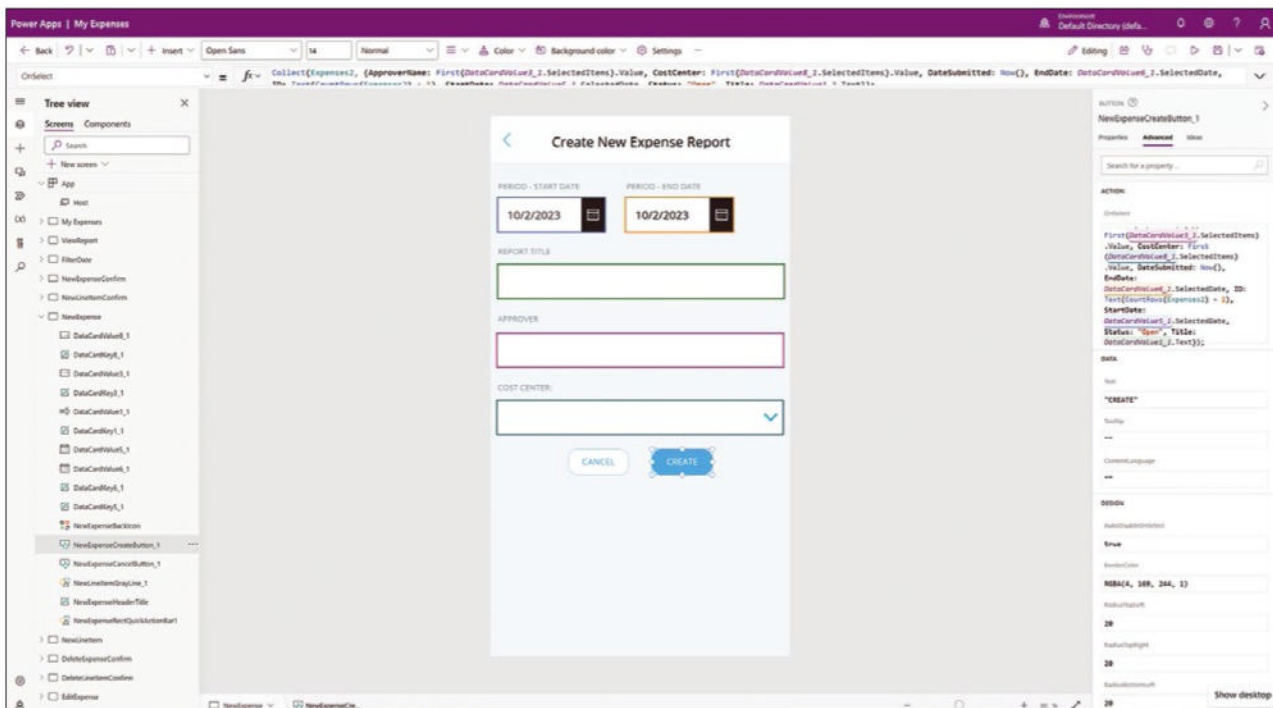 Power Apps | My Expenses
Environment
Default Directory (defa...
Back
Insert
Open Sans
14
Normal
Color
Background color
Settings
Editing
OnSelect
fx
Collect(Expenses2, {ApproverName: First(DataCardValue3_1.SelectedItems).Value, CostCenter: First(DataCardValue8_1.SelectedItems).Value, DateSubmitted: Now(), EndDate: DataCardValue6_1.SelectedDate,
Tree view
Screens Components
Search
New screen
App
Host
My Expenses
ViewReport
FilterDate
NewExpenseConfirm
NewLineItemConfirm
NewExpense
DataCardValue8_1
DataCardKey8_1
DataCardValue3_1
DataCardKey3_1
DataCardValue1_1
DataCardKey1_1
DataCardValue5_1
DataCardValue6_1
DataCardKey6_1
DataCardKey5_1
NewExpenseBackIcon
NewExpenseCreateButton_1
NewExpenseCancelButton_1
NewLineItemGrayLine_1
NewExpenseHeaderTitle
NewExpenseRectQuickActionBar1
NewLineItem
DeleteExpenseConfirm
DeleteLineItemConfirm
EditExpense
Create New Expense Report
PERIOD - START DATE
PERIOD - END DATE
10/2/2023
10/2/2023
REPORT TITLE
APPROVER
COST CENTER:
CANCEL
CREATE
NewExpense
NewExpenseCre...
BUTTON
NewExpenseCreateButton_1
Properties Advanced Ideas
Search for a property ...
ACTION
OnSelect
First(DataCardValue3_1.SelectedItems)
.Value, CostCenter: First
(DataCardValue8_1.SelectedItems)
.Value, DateSubmitted: Now(),
EndDate:
DataCardValue6_1.SelectedDate, ID:
Text(CountRows(Expenses2) + 1),
StartDate:
DataCardValue5_1.SelectedDate,
Status: "Open", Title:
DataCardValue1_1.Text});
DATA
Text
"CREATE"
Tooltip
""
ContentLanguage
""
DESIGN
AutoDisableOnSelect
true
BorderColor
RGBA(4, 169, 244, 1)
RadiusTopLeft
20
RadiusTopRight
20
RadiusBottomLeft
20
Show desktop